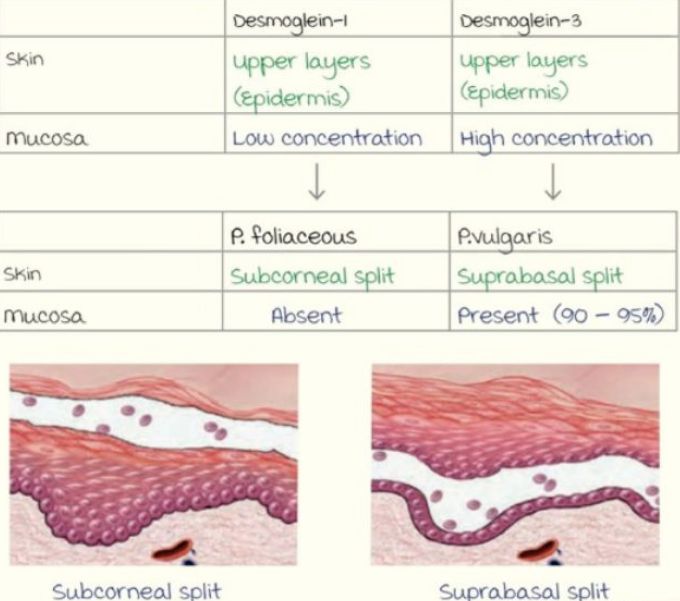 Desmoglein-1 Desmoglein-3
Skin upper layers upper layers
(Epidermis) (Epidermis)
mucosa Low concentration High concentration
P. foliaceous P.vulgaris
Skin Subcorneal split Suprabasal split
mucosa Absent Present (90 - 95%)
Subcorneal split Suprabasal split